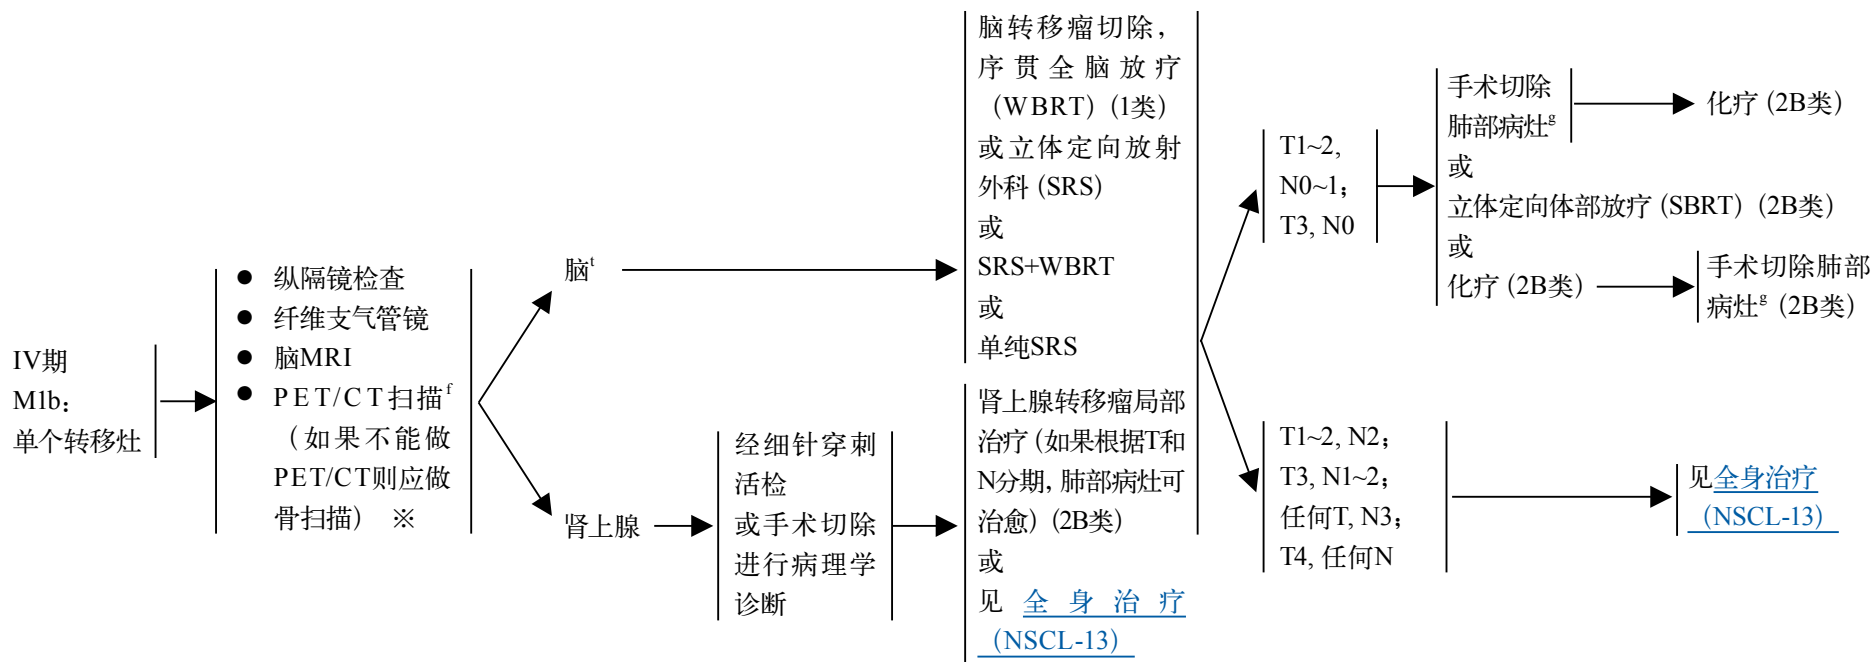 IV期
M1b：
单个转移灶
● 纵隔镜检查
● 纤维支气管镜
● 脑MRI
● PET/CT扫描f
（如果不能做
PET/CT则应做
骨扫描） ※
脑t
肾上腺
经细针穿刺
活检
或手术切除
进行病理学
诊断
脑转移瘤切除，
序贯全脑放疗
（WBRT）(1类)
或立体定向放射
外科 (SRS)
或
SRS+WBRT
或
单纯SRS
肾上腺转移瘤局部
治疗 (如果根据T和
N分期, 肺部病灶可
治愈) (2B类)
或
见 全身治疗
（NSCL-13）
T1~2,
N0~1；
T3, N0
手术切除
肺部病灶g
或
立体定向体部放疗 (SBRT)（2B类）
或
化疗 (2B类)
化疗 (2B类)
手术切除肺部
病灶g（2B类）
T1~2, N2；
T3, N1~2；
任何T, N3；
T4, 任何N
见全身治疗
（NSCL-13）